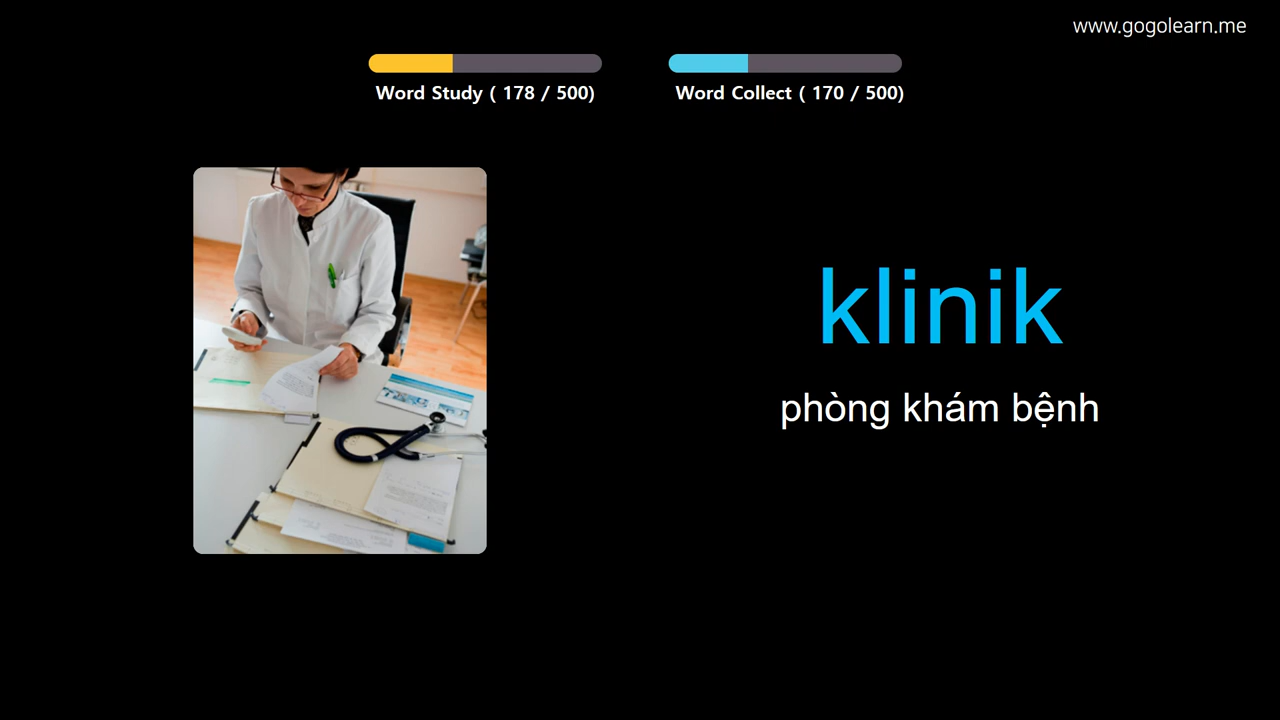 www.gogolearn.me
Word Study ( 178 / 500)
Word Collect ( 170 / 500)
klinik
phòng khám bệnh